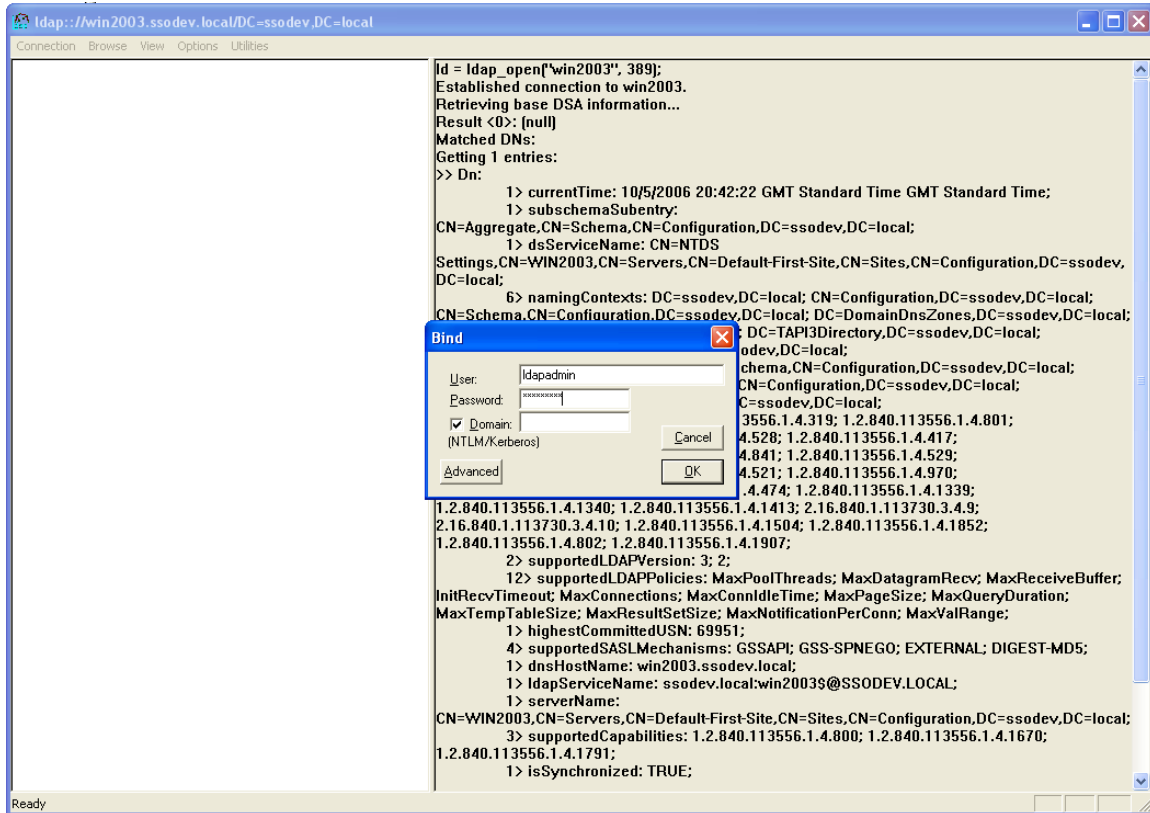 ldap:://win2003.ssodev.local/DC=ssodev,DC=local
Connection Browse View Options Utilities
ld = ldap_open("win2003", 389);
Established connection to win2003.
Retrieving base DSA information...
Result <0>: (null)
Matched DNs:
Getting 1 entries:
>> Dn:
1> currentTime: 10/5/2006 20:42:22 GMT Standard Time GMT Standard Time;
1> subschemaSubentry:
CN=Aggregate,CN=Schema,CN=Configuration,DC=ssodev,DC=local;
1> dsServiceName: CN=NTDS
Settings,CN=WIN2003,CN=Servers,CN=Default-First-Site,CN=Sites,CN=Configuration,DC=ssodev,
DC=local;
6> namingContexts: DC=ssodev,DC=local; CN=Configuration,DC=ssodev,DC=local;
CN=Schema,CN=Configuration,DC=ssodev,DC=local; DC=DomainDnsZones,DC=ssodev,DC=local;
; DC=TAPI3Directory,DC=ssodev,DC=local;
odev,DC=local;
chema,CN=Configuration,DC=ssodev,DC=local;
CN=Configuration,DC=ssodev,DC=local;
C=ssodev,DC=local;
3556.1.4.319; 1.2.840.113556.1.4.801;
4.528; 1.2.840.113556.1.4.417;
4.841; 1.2.840.113556.1.4.529;
4.521; 1.2.840.113556.1.4.970;
.4.474; 1.2.840.113556.1.4.1339;
Bind
User: ldapadmin
Password: *********
Domain:
(NTLM/Kerberos)
Cancel
Advanced
OK
1.2.840.113556.1.4.1340; 1.2.840.113556.1.4.1413; 2.16.840.1.113730.3.4.9;
2.16.840.1.113730.3.4.10; 1.2.840.113556.1.4.1504; 1.2.840.113556.1.4.1852;
1.2.840.113556.1.4.802; 1.2.840.113556.1.4.1907;
2> supportedLDAPVersion: 3; 2;
12> supportedLDAPPolicies: MaxPoolThreads; MaxDatagramRecv; MaxReceiveBuffer;
InitRecvTimeout; MaxConnections; MaxConnIdleTime; MaxPageSize; MaxQueryDuration;
MaxTempTableSize; MaxResultSetSize; MaxNotificationPerConn; MaxValRange;
1> highestCommittedUSN: 69951;
4> supportedSASLMechanisms: GSSAPI; GSS-SPNEGO; EXTERNAL; DIGEST-MD5;
1> dnsHostName: win2003.ssodev.local;
1> ldapServiceName: ssodev.local:win2003$@SSODEV.LOCAL;
1> serverName:
CN=WIN2003,CN=Servers,CN=Default-First-Site,CN=Sites,CN=Configuration,DC=ssodev,DC=local;
3> supportedCapabilities: 1.2.840.113556.1.4.800; 1.2.840.113556.1.4.1670;
1.2.840.113556.1.4.1791;
1> isSynchronized: TRUE;
Ready